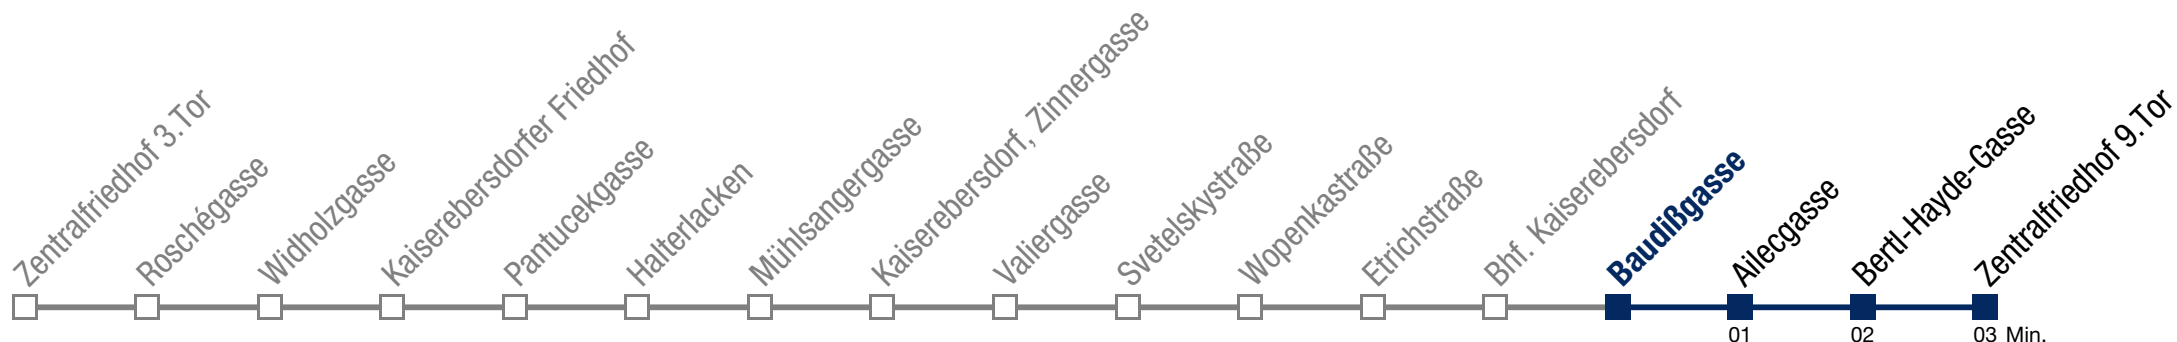 Zentralfriedhof 3.Tor
Roschégasse
Widholzgasse
Kaiserebersdorfer Friedhof
Pantucekgasse
Halterlacken
Mühlsangergasse
Kaiserebersdorf, Zinnergasse
Valiergasse
Svetelskystraße
Wopenkastraße
Etrichstraße
Bhf. Kaiserebersdorf
Baudißgasse
Ailecgasse
Bertl-Hayde-Gasse
Zentralfriedhof 9.Tor
01 02 03 Min.